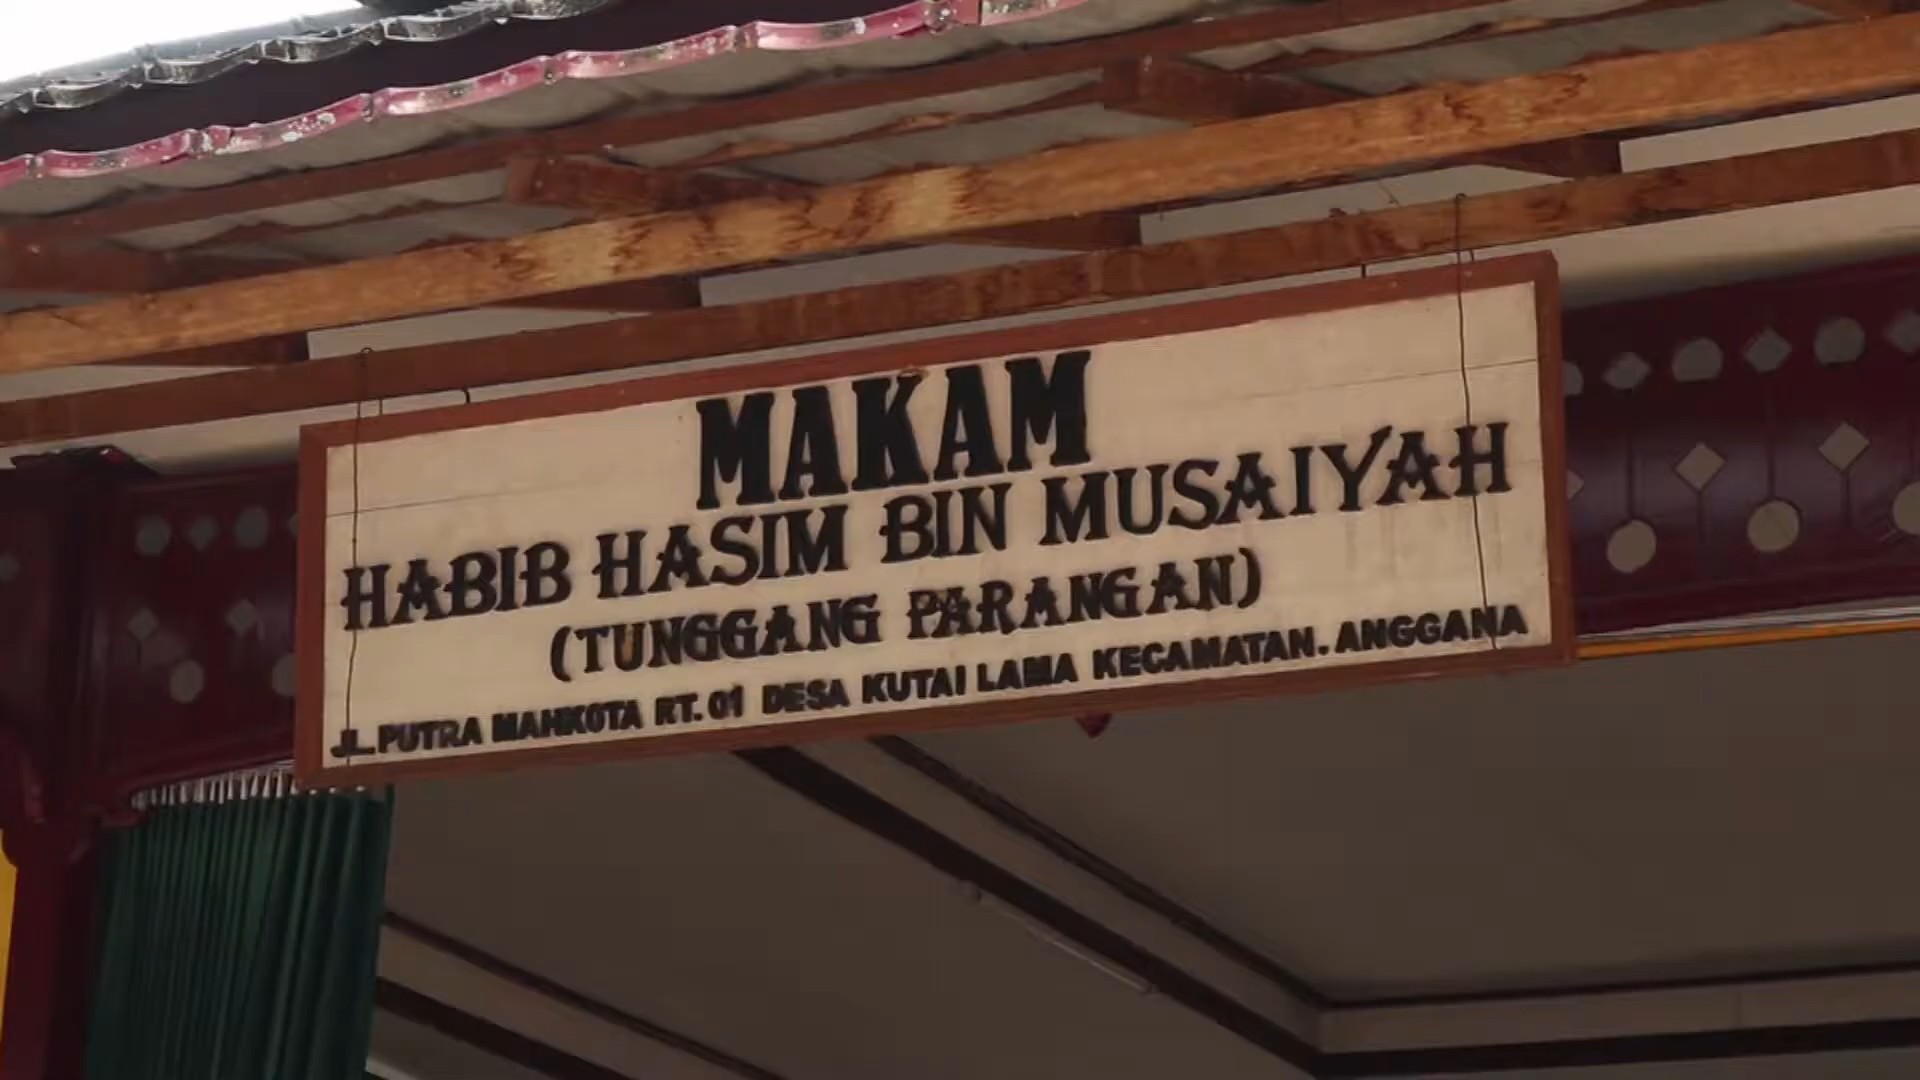 MAKAM
HABIB HASIM BIN MUSAIYAH
(TUNGGANG PARANGAN)
JL. PUTRA MAHKOTA RT. 01 DESA KUTAI LAMA KECAMATAN. ANGGANA